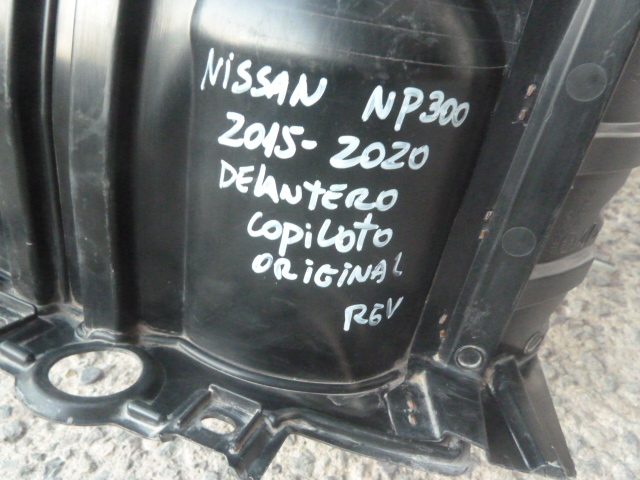 NISSAN NP300
2015-2020
DELANTERO
COPILOTO
ORIGINAL
REV